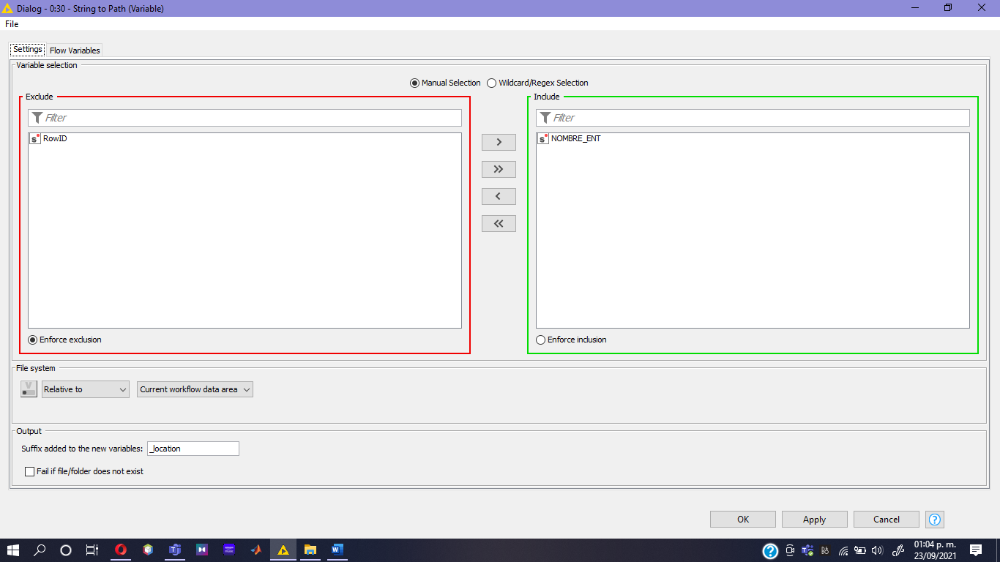 Dialog - 0:30 - String to Path (Variable)
File
Settings Flow Variables
Variable selection
Manual Selection Wildcard/Regex Selection
Exclude
Filter
s RowID
Enforce exclusion
>
>>
<
<<
Include
Filter
s NOMBRE_ENT
Enforce inclusion
File system
V
Relative to Current workflow data area
Output
Suffix added to the new variables: _location
Fail if file/folder does not exist
OK Apply Cancel ?
01:04 p. m.
23/09/2021